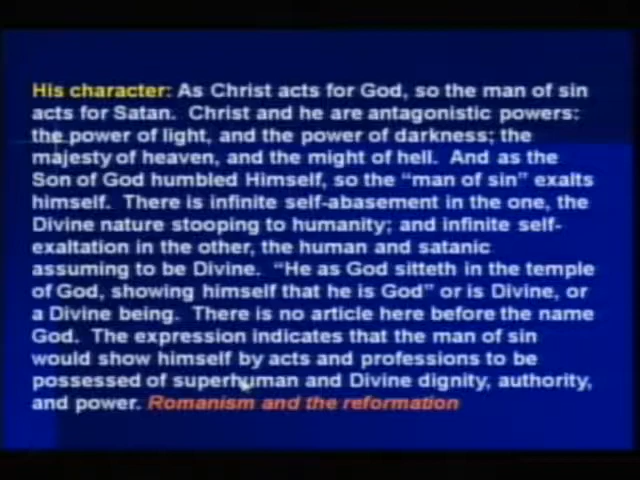 His character: As Christ acts for God, so the man of sin
acts for Satan. Christ and he are antagonistic powers:
the power of light, and the power of darkness; the
majesty of heaven, and the might of hell. And as the
Son of God humbled Himself, so the “man of sin” exalts
himself. There is infinite self-abasement in the one, the
Divine nature stooping to humanity; and infinite self-
exaltation in the other, the human and satanic
assuming to be Divine. “He as God sitteth in the temple
of God, showing himself that he is God” or is Divine, or
a Divine being. There is no article here before the name
God. The expression indicates that the man of sin
would show himself by acts and professions to be
possessed of superhuman and Divine dignity, authority,
and power. Romanism and the reformation